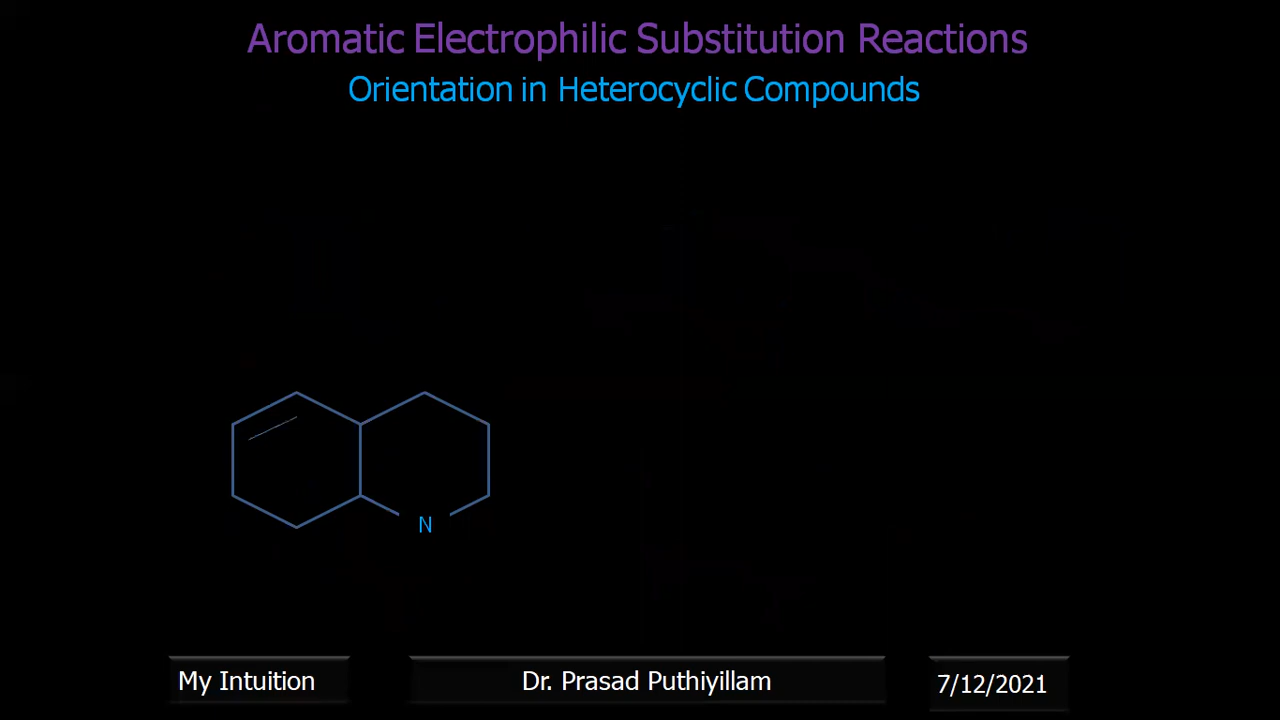 Aromatic Electrophilic Substitution Reactions
Orientation in Heterocyclic Compounds
N
My Intuition
Dr. Prasad Puthiyillam
7/12/2021